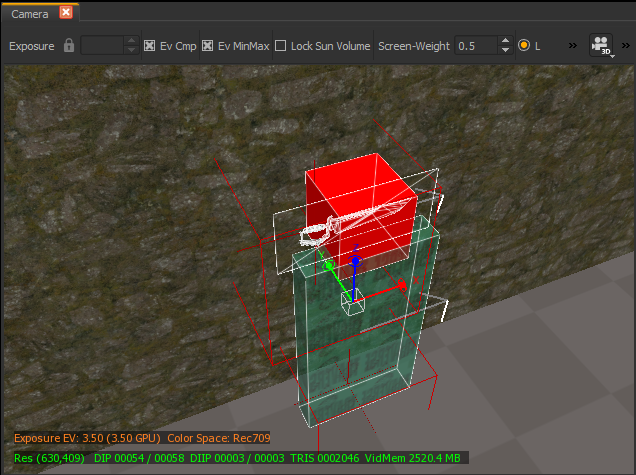 Camera
Exposure Ev Cmp Ev MinMax Lock Sun Volume Screen-Weight 0.5 L » 3D »
Exposure EV: 3.50 (3.50 GPU) Color Space: Rec709
Res (630,409) DIP 00054 / 00058 DIIP 00003 / 00003 TRIS 0002046 VidMem 2520.4 MB